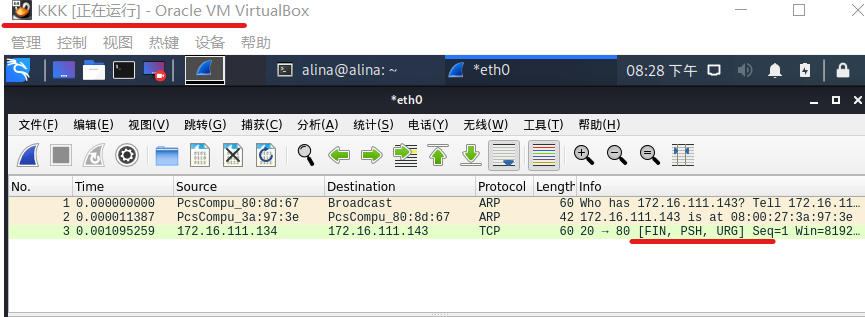 KKK [正在运行] - Oracle VM VirtualBox
管理 控制 视图 热键 设备 帮助
alina@alina: ~ *eth0 08:28 下午
*eth0
文件(F) 编辑(E) 视图(V) 跳转(G) 捕获(C) 分析(A) 统计(S) 电话(Y) 无线(W) 工具(T) 帮助(H)
No. Time Source Destination Protocol Length Info
1 0.000000000 PcsCompu_80:8d:67 Broadcast ARP 60 Who has 172.16.111.143? Tell 172.16.11…
2 0.000011387 PcsCompu_3a:97:3e PcsCompu_80:8d:67 ARP 42 172.16.111.143 is at 08:00:27:3a:97:3e
3 0.001095259 172.16.111.134 172.16.111.143 TCP 60 20 → 80 [FIN, PSH, URG] Seq=1 Win=8192…